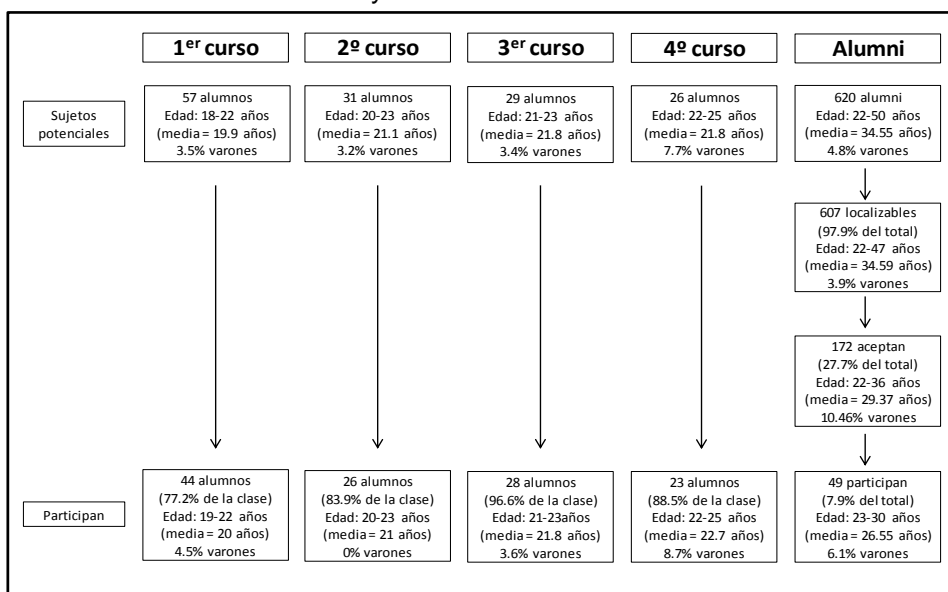 1er curso
2º curso
3er curso
4º curso
Alumni
Sujetos
potenciales
57 alumnos
Edad: 18-22 años
(media = 19.9 años)
3.5% varones
31 alumnos
Edad: 20-23 años
(media = 21.1 años)
3.2% varones
29 alumnos
Edad: 21-23 años
(media = 21.8 años)
3.4% varones
26 alumnos
Edad: 22-25 años
(media = 21.8 años)
7.7% varones
620 alumni
Edad: 22-50 años
(media = 34.55 años)
4.8% varones
607 localizables
(97.9% del total)
Edad: 22-47 años
(media = 34.59 años)
3.9% varones
172 aceptan
(27.7% del total)
Edad: 22-36 años
(media = 29.37 años)
10.46% varones
Participan
44 alumnos
(77.2% de la clase)
Edad: 19-22 años
(media = 20 años)
4.5% varones
26 alumnos
(83.9% de la clase)
Edad: 20-23 años
(media = 21 años)
0% varones
28 alumnos
(96.6% de la clase)
Edad: 21-23años
(media = 21.8 años)
3.6% varones
23 alumnos
(88.5% de la clase)
Edad: 22-25 años
(media = 22.7 años)
8.7% varones
49 participan
(7.9% del total)
Edad: 23-30 años
(media = 26.55 años)
6.1% varones